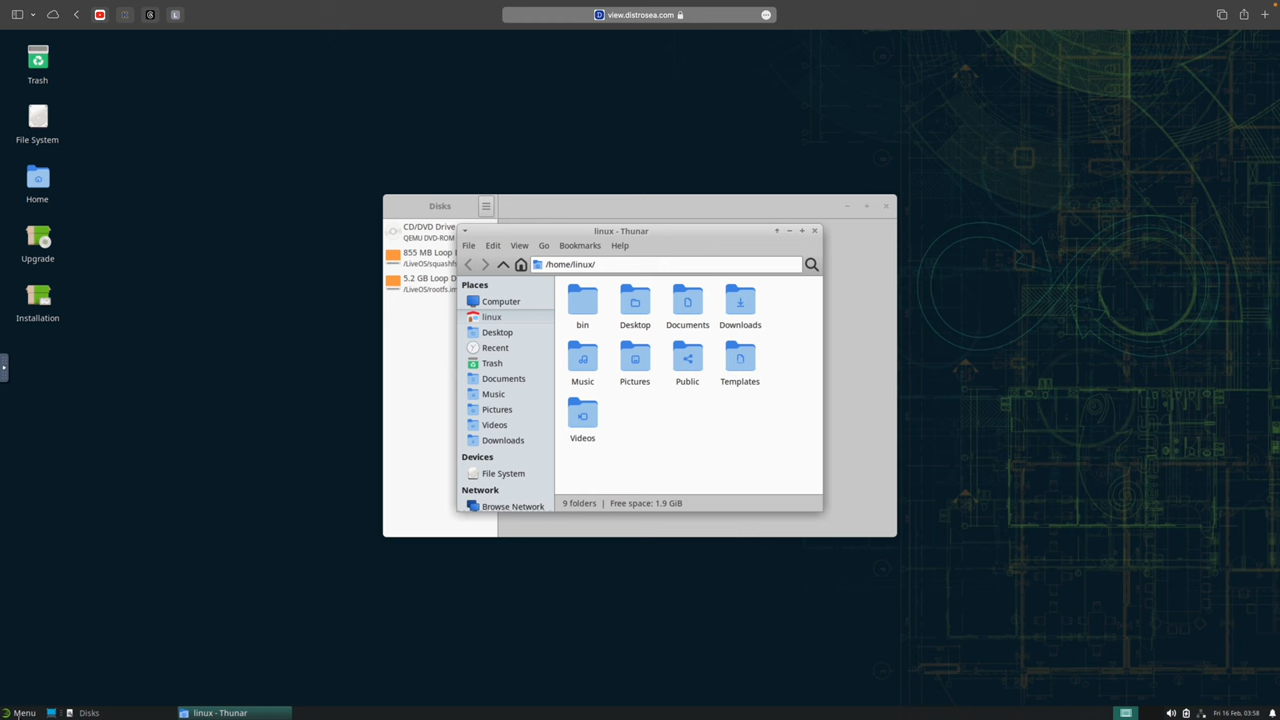 view.distrosea.com
Trash
File System
Home
Upgrade
Installation
Disks
CD/DVD Drive
QEMU DVD-ROM
855 MB Loop
/LiveOS/squashfs
5.2 GB Loop
/LiveOS/rootfs.im
linux - Thunar
File Edit View Go Bookmarks Help
/home/linux/
Places
Computer
linux
Desktop
Recent
Trash
Documents
Music
Pictures
Videos
Downloads
Devices
File System
Network
Browse Network
bin Desktop Documents Downloads
Music Pictures Public Templates
Videos
9 folders | Free space: 1.9 GiB
Menu Disks linux - Thunar Fri 16 Feb, 03:58